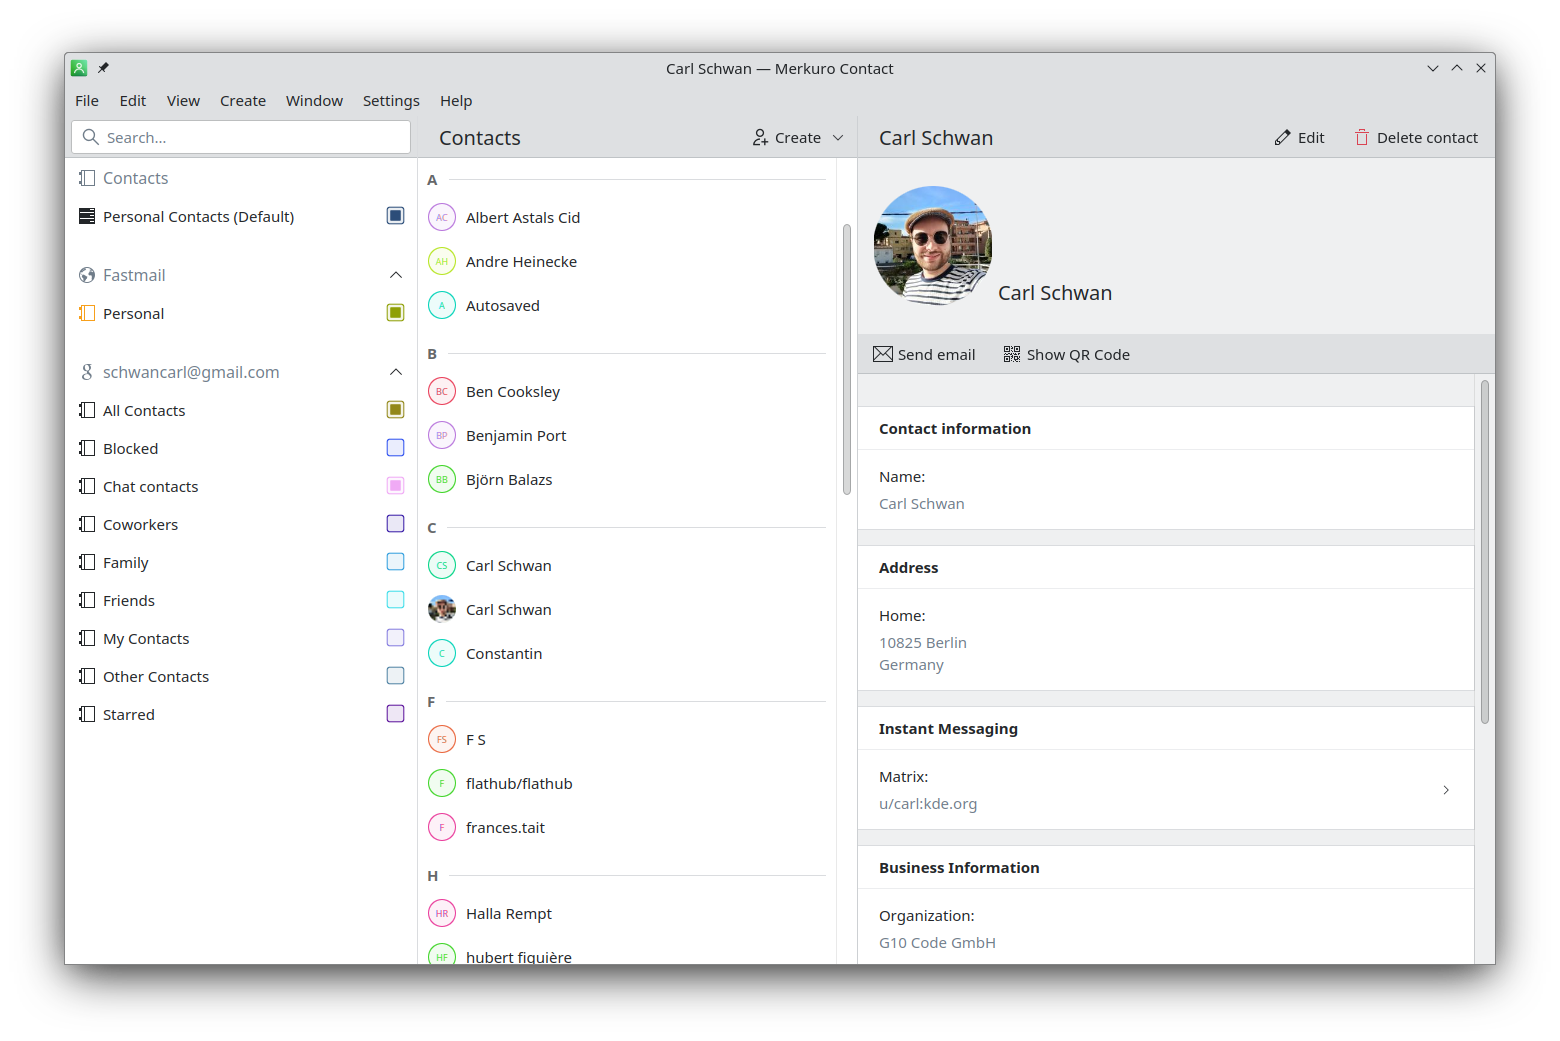 Carl Schwan — Merkuro Contact
File Edit View Create Window Settings Help
Search...
Contacts
Personal Contacts (Default)
Fastmail
Personal
schwancarl@gmail.com
All Contacts
Blocked
Chat contacts
Coworkers
Family
Friends
My Contacts
Other Contacts
Starred
Contacts
Create
A
AC Albert Astals Cid
AH Andre Heinecke
A Autosaved
B
BC Ben Cooksley
BP Benjamin Port
BB Björn Balazs
C
CS Carl Schwan
Carl Schwan
C Constantin
F
FS F S
F flathub/flathub
F frances.tait
H
HR Halla Rempt
HF hubert figuière
Carl Schwan
Edit
Delete contact
Carl Schwan
Send email
Show QR Code
Contact information
Name:
Carl Schwan
Address
Home:
10825 Berlin
Germany
Instant Messaging
Matrix:
u/carl:kde.org
Business Information
Organization:
G10 Code GmbH